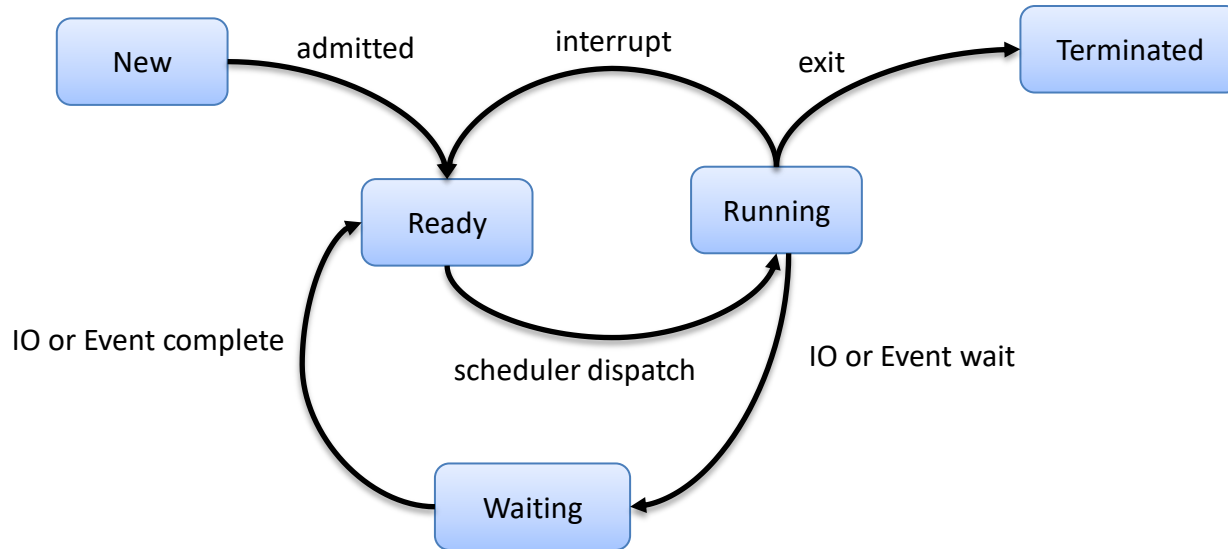 New
admitted
interrupt
exit
Terminated
Ready
Running
IO or Event complete
scheduler dispatch
IO or Event wait
Waiting